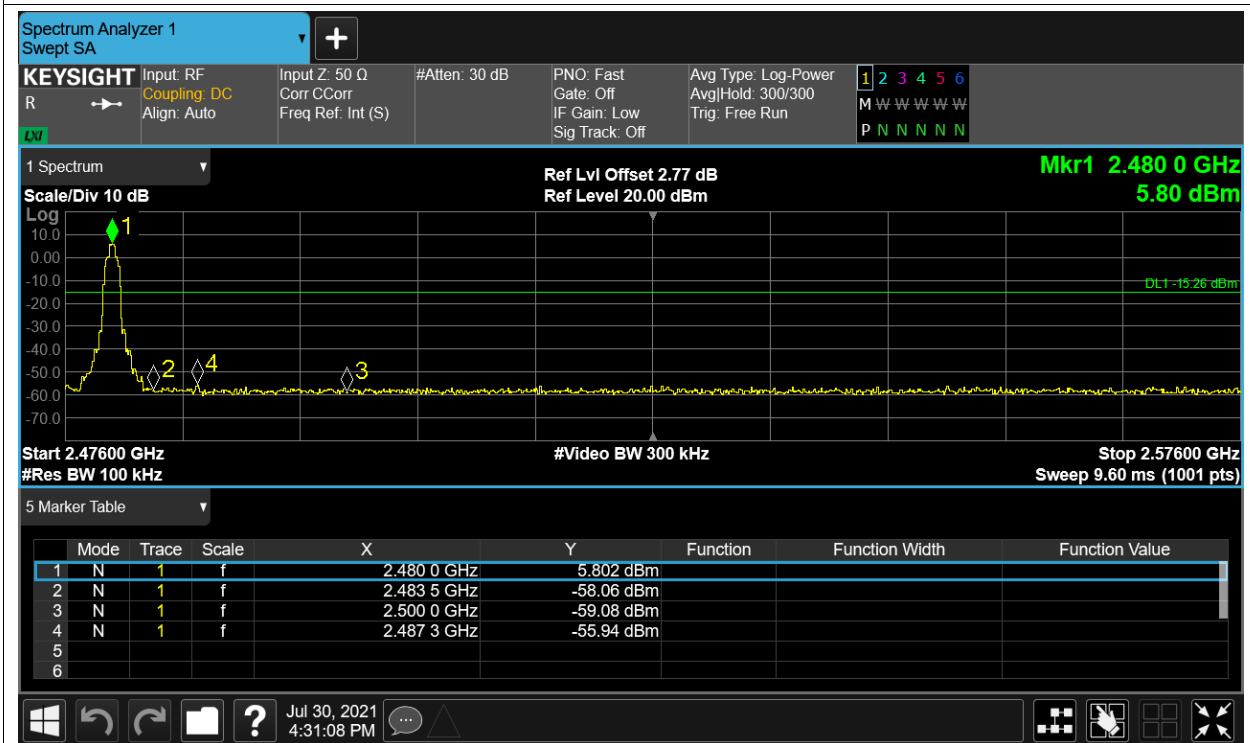 Spectrum Analyzer 1
Swept SA
+
KEYSIGHT Input: RF Input Z: 50 Ω #Atten: 30 dB PNO: Fast Avg Type: Log-Power 1 2 3 4 5 6
R Coupling: DC Corr CCorr Gate: Off Avg|Hold: 300/300 M W W W W W W
Align: Auto Freq Ref: Int (S) IF Gain: Low Trig: Free Run
LXI Sig Track: Off P N N N N N N
1 Spectrum Ref Lvl Offset 2.77 dB Mkr1 2.480 0 GHz
Scale/Div 10 dB Ref Level 20.00 dBm 5.80 dBm
Log
1
10.0
0.00
-10.0
DL1 -15.26 dBm
-20.0
-30.0
-40.0
2 4 3
-50.0
-60.0
-70.0
Start 2.47600 GHz #Video BW 300 kHz Stop 2.57600 GHz
#Res BW 100 kHz Sweep 9.60 ms (1001 pts)
5 Marker Table
Mode Trace Scale X Y Function Function Width Function Value
1 N 1 f 2.480 0 GHz 5.802 dBm
2 N 1 f 2.483 5 GHz -58.06 dBm
3 N 1 f 2.500 0 GHz -59.08 dBm
4 N 1 f 2.487 3 GHz -55.94 dBm
5
6
? Jul 30, 2021
4:31:08 PM